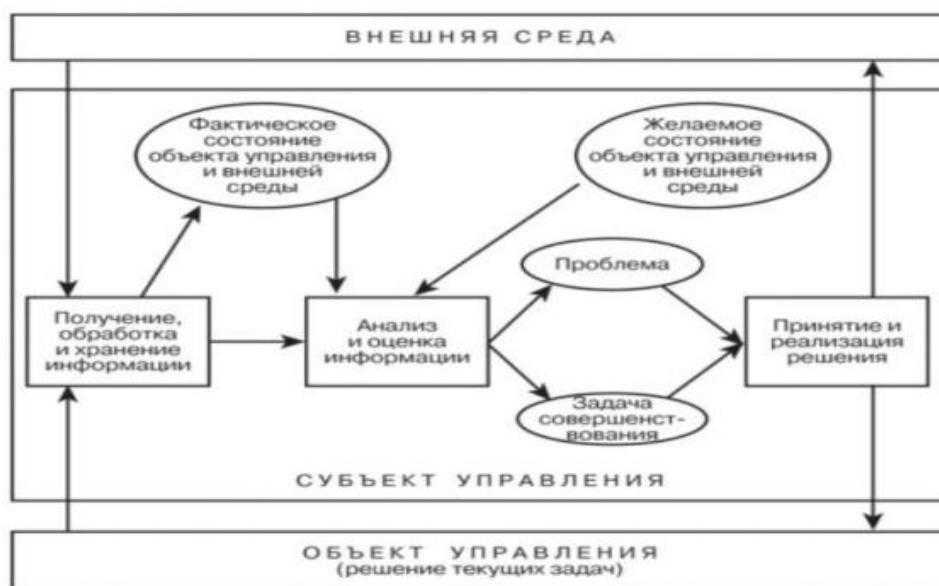 ВНЕШНЯЯ СРЕДА
Фактическое
состояние
объекта управления
и внешней
среды
Желаемое
состояние
объекта управления
и внешней
среды
Проблема
Получение,
обработка
и хранение
информации
Анализ
и оценка
информации
Принятие и
реализация
решения
Задача
совершенст-
вования
СУБЪЕКТ УПРАВЛЕНИЯ
ОБЪЕКТ УПРАВЛЕНИЯ
(решение текущих задач)